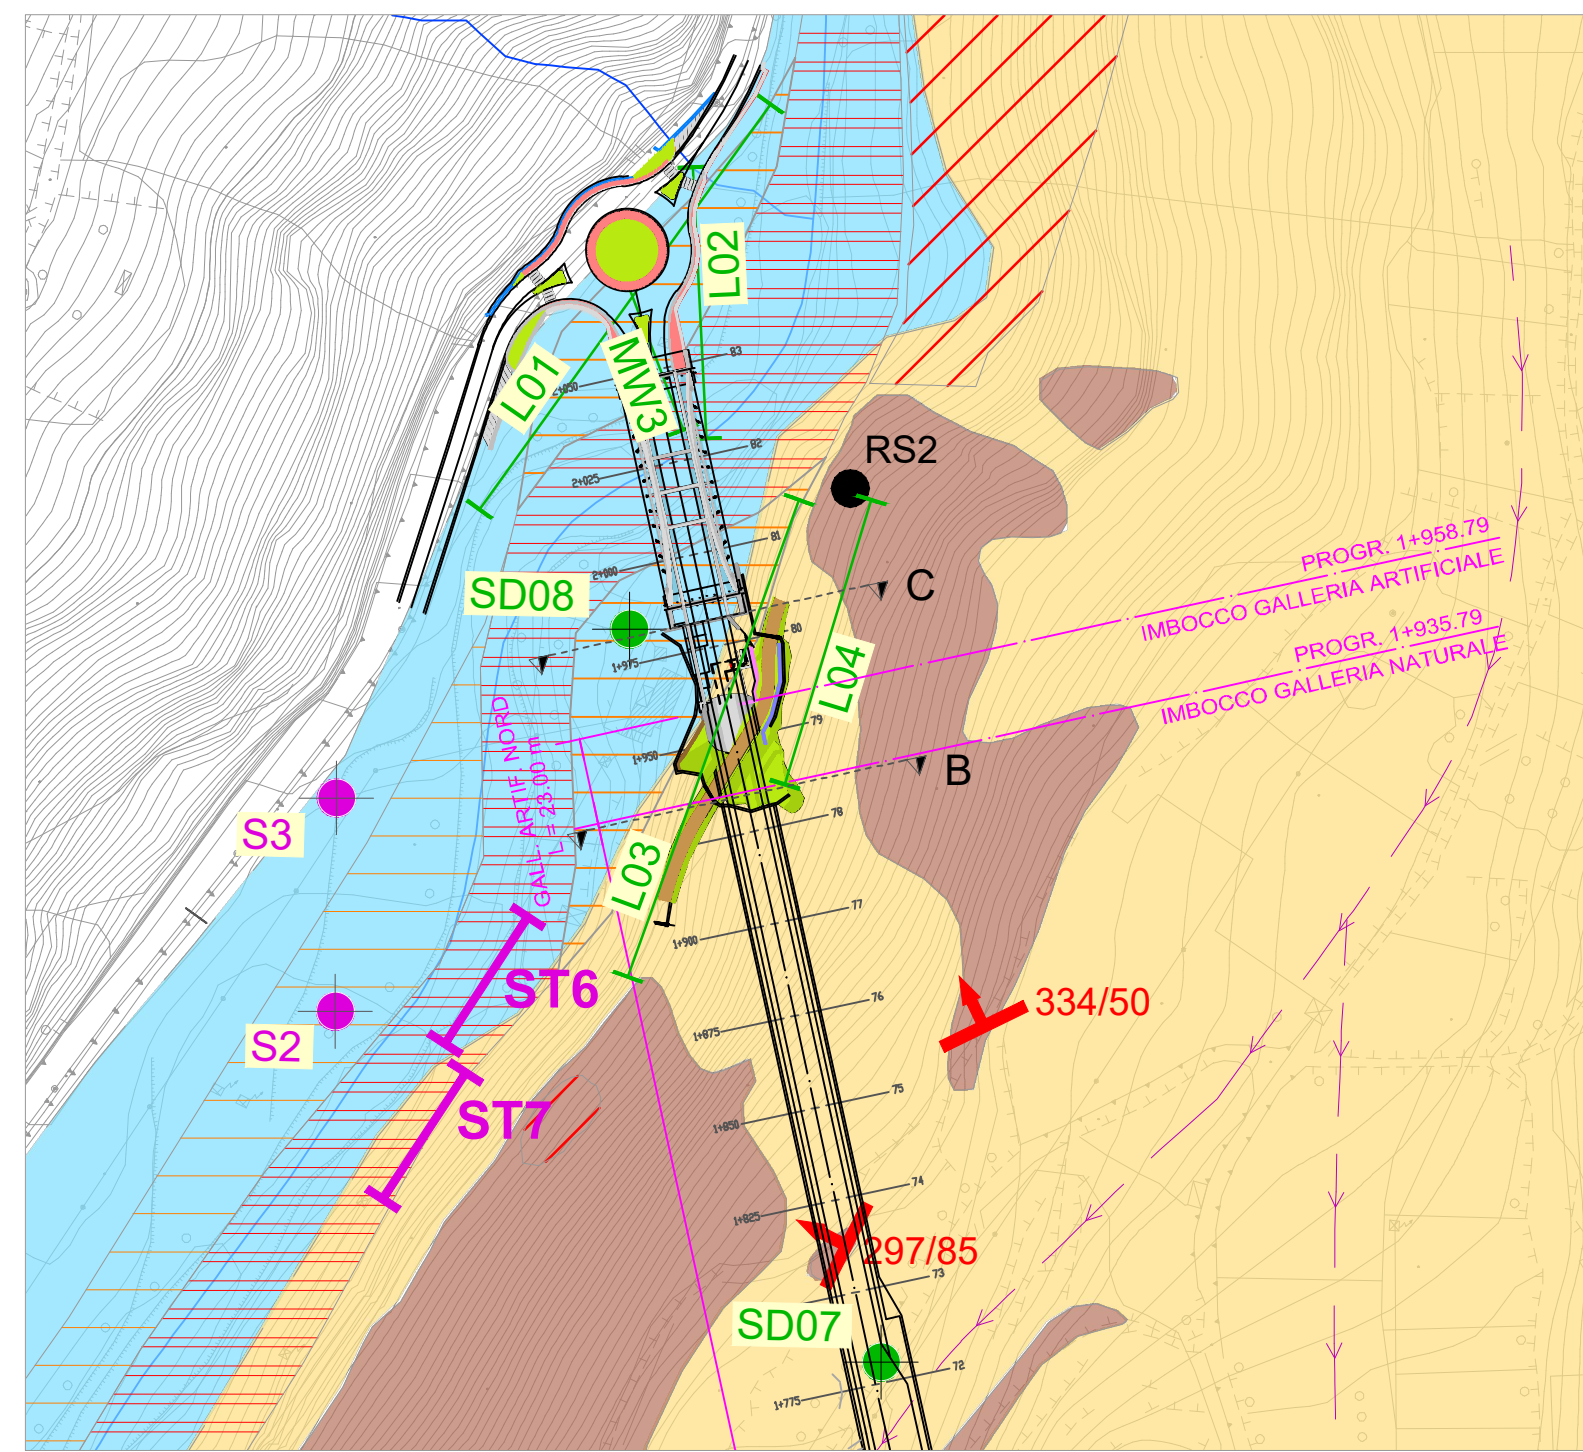 L02
L01
MW3
83
2+050
82
RS2
2+025
81
PROGR. 1+958.79
IMBOCCO GALLERIA ARTIFICIALE
2+000
C
SD08
80
PROGR. 1+935.79
IMBOCCO GALLERIA NATURALE
1+975
L04
79
GALL. ARTIF. NORD
L = 23.00 m
1+950
B
S3
78
L03
77
1+900
ST6
76
334/50
S2
1+875
75
ST7
1+850
74
1+825
297/85
73
SD07
72
1+775